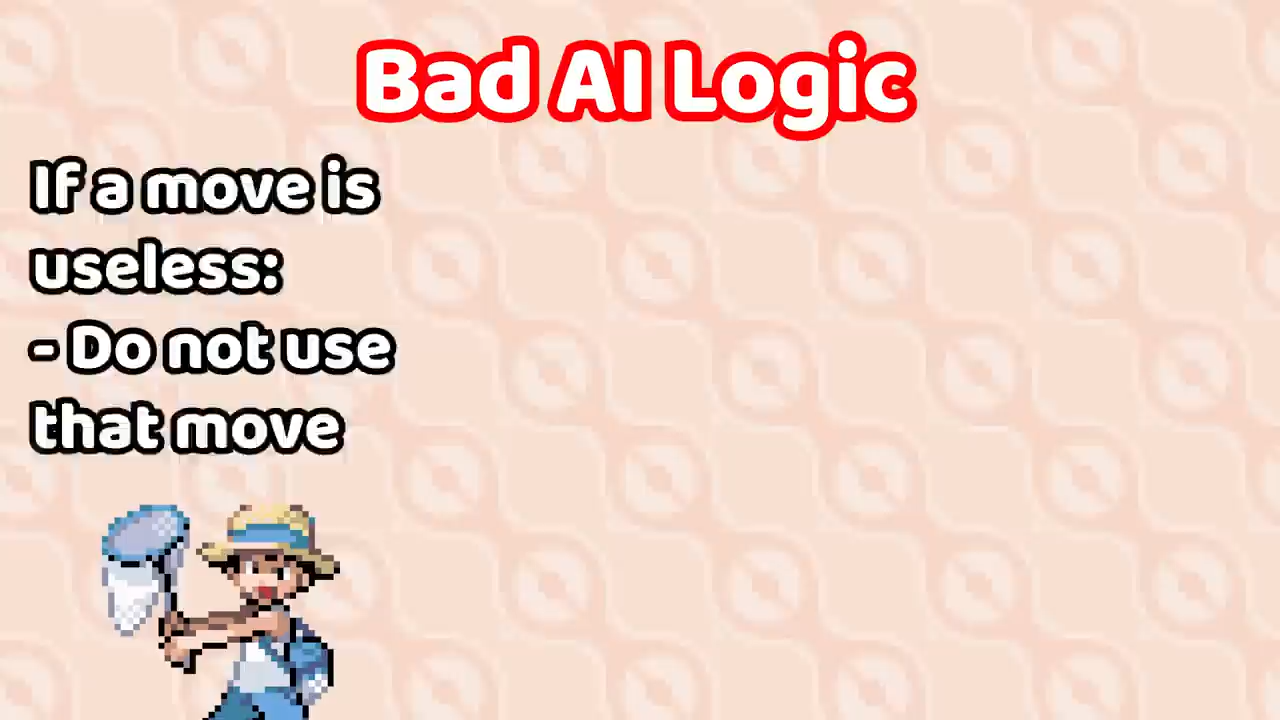 Bad AI Logic
If a move is
useless:
- Do not use
that move